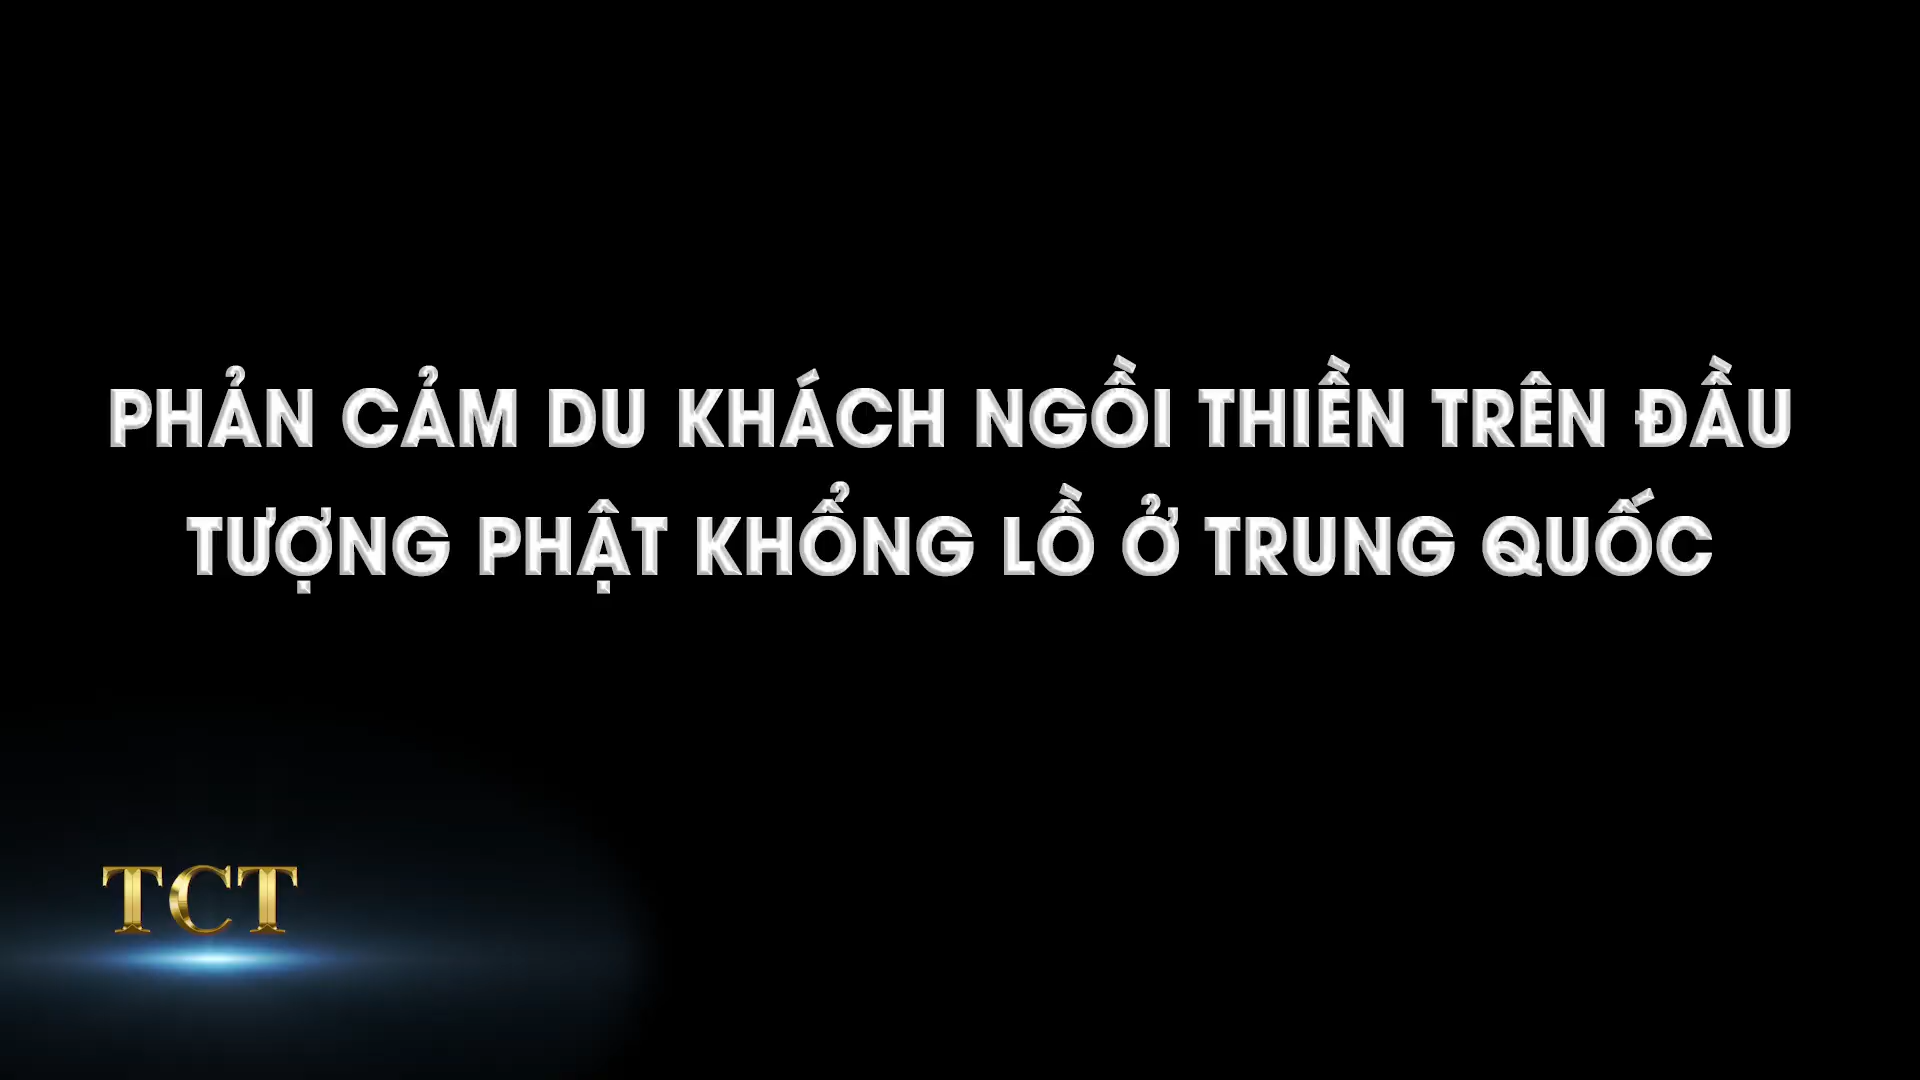 PHẢN CẢM DU KHÁCH NGỒI THIỀN TRÊN ĐẦU
TƯỢNG PHẬT KHỔNG LỒ Ở TRUNG QUỐC
TCT